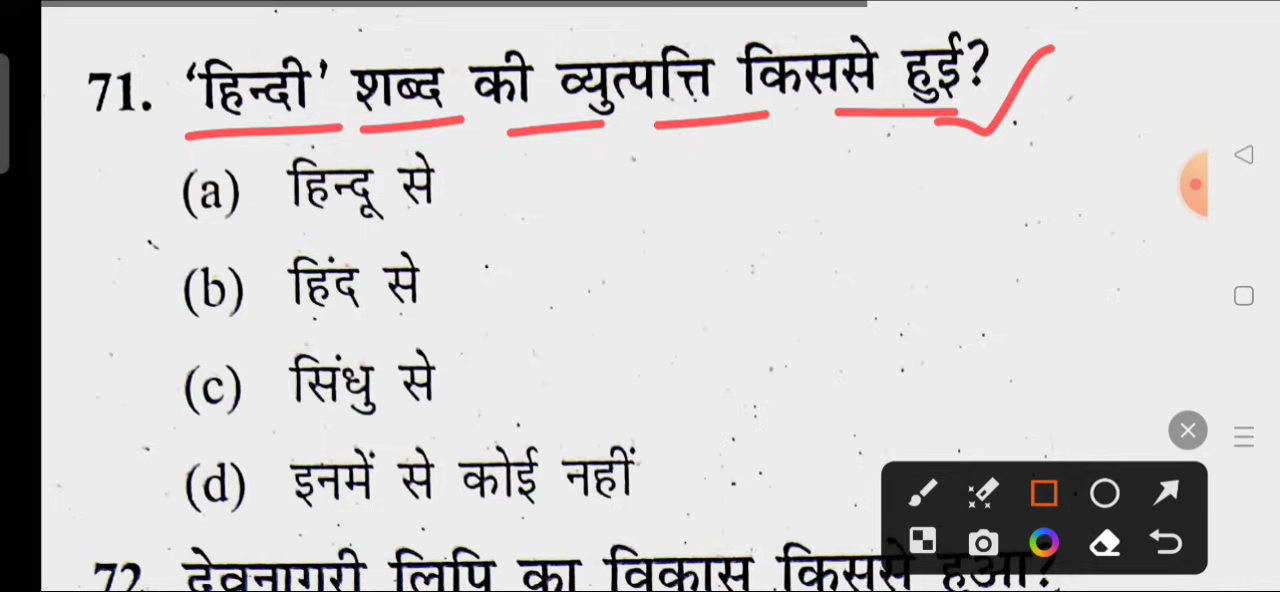 71. ‘हिन्दी’ शब्द की व्युत्पत्ति किससे हुई?
(a) हिन्दू से
(b) हिंद से
(c) सिंधु से
(d) इनमें से कोई नहीं
72 देवनागरी लिपि का विकास किससे हुआ?